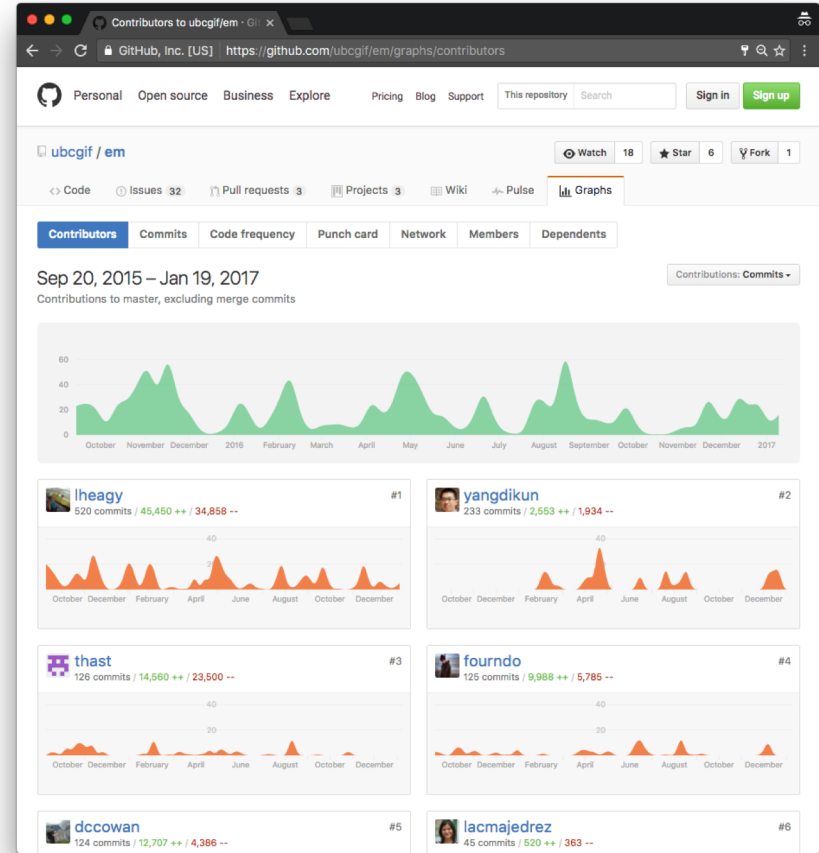 Contributors to ubcgif/em · Gi
GitHub, Inc. [US] https://github.com/ubcgif/em/graphs/contributors
Personal Open source Business Explore Pricing Blog Support This repository Search Sign in Sign up
ubcgif / em Watch 18 Star 6 Fork 1
Code Issues 32 Pull requests 3 Projects 3 Wiki Pulse Graphs
Contributors Commits Code frequency Punch card Network Members Dependents
Sep 20, 2015 – Jan 19, 2017 Contributions: Commits
Contributions to master, excluding merge commits
60
40
20
0
October November December 2016 February March April May June July August September October November December 2017
lheagy #1
520 commits / 45,450 ++ / 34,858 --
40
October December February April June August October December
yangdikun #2
233 commits / 2,553 ++ / 1,934 --
40
October December February April June August October December
thast #3
126 commits / 14,560 ++ / 23,500 --
40
20
October December February April June August October December
fourndo #4
125 commits / 9,988 ++ / 5,785 --
40
20
October December February April June August October December
dccowan #5
124 commits / 12,707 ++ / 4,386 --
lacmajedrez #6
45 commits / 520 ++ / 363 --